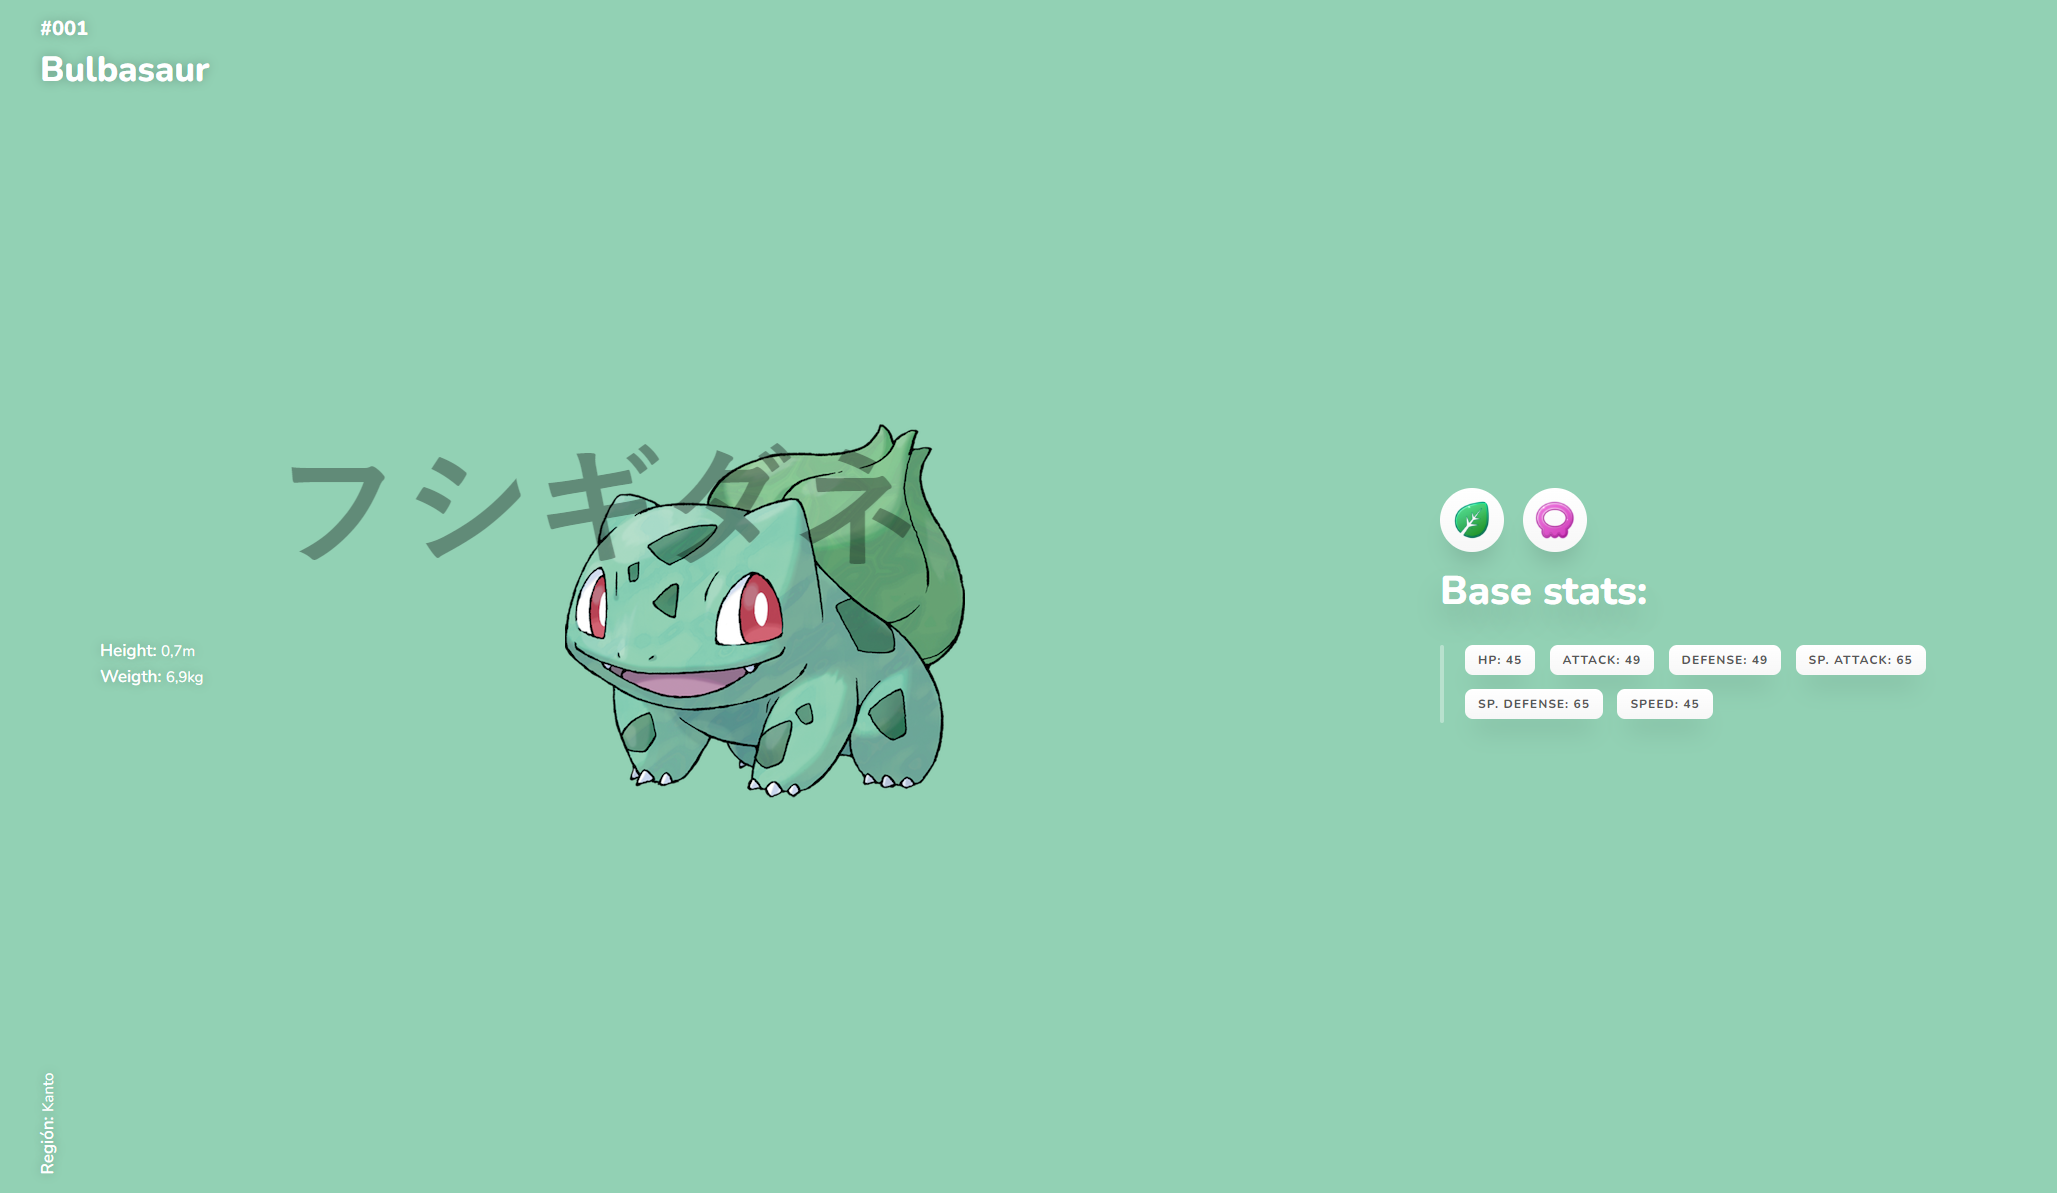 #001
Bulbasaur
フシギダネ
Height: 0,7m
Weigth: 6,9kg
Base stats:
HP: 45 ATTACK: 49 DEFENSE: 49 SP. ATTACK: 65
SP. DEFENSE: 65 SPEED: 45
Región: Kanto